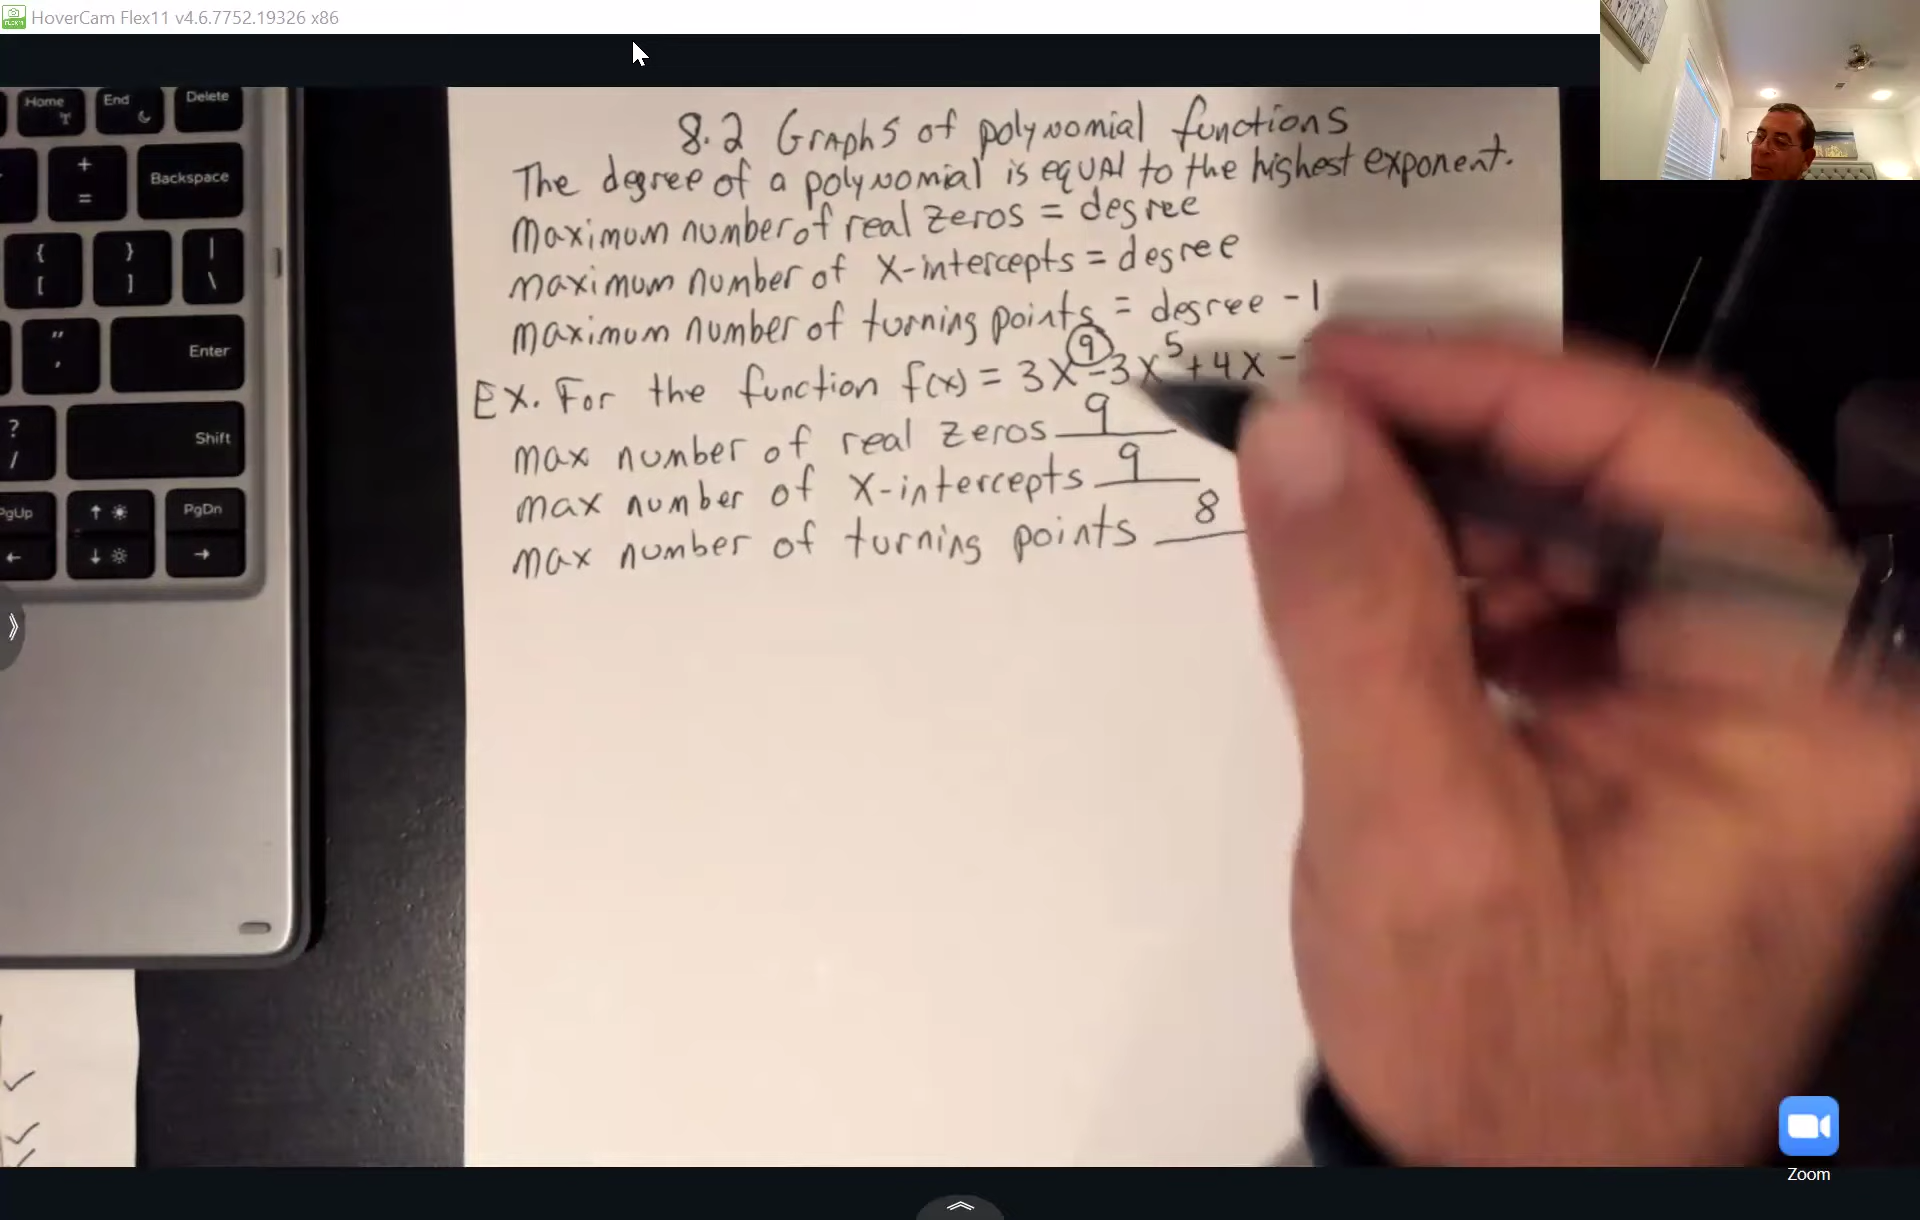 HoverCam Flex11 v4.6.7752.19326 x86
Home End Delete
+ = Backspace
{ [ } ] | \
" ' Enter
? / Shift
PgUp PgDn
8.2 Graphs of polynomial functions
The degree of a polynomial is equal to the highest exponent.
Maximum number of real zeros = degree
maximum number of x-intercepts = degree
maximum number of turning points = degree - 1
Ex. For the function f(x) = 3x⁹ - 3x⁵ + 4x -
max number of real zeros 9
max number of x-intercepts 9
max number of turning points 8
Zoom